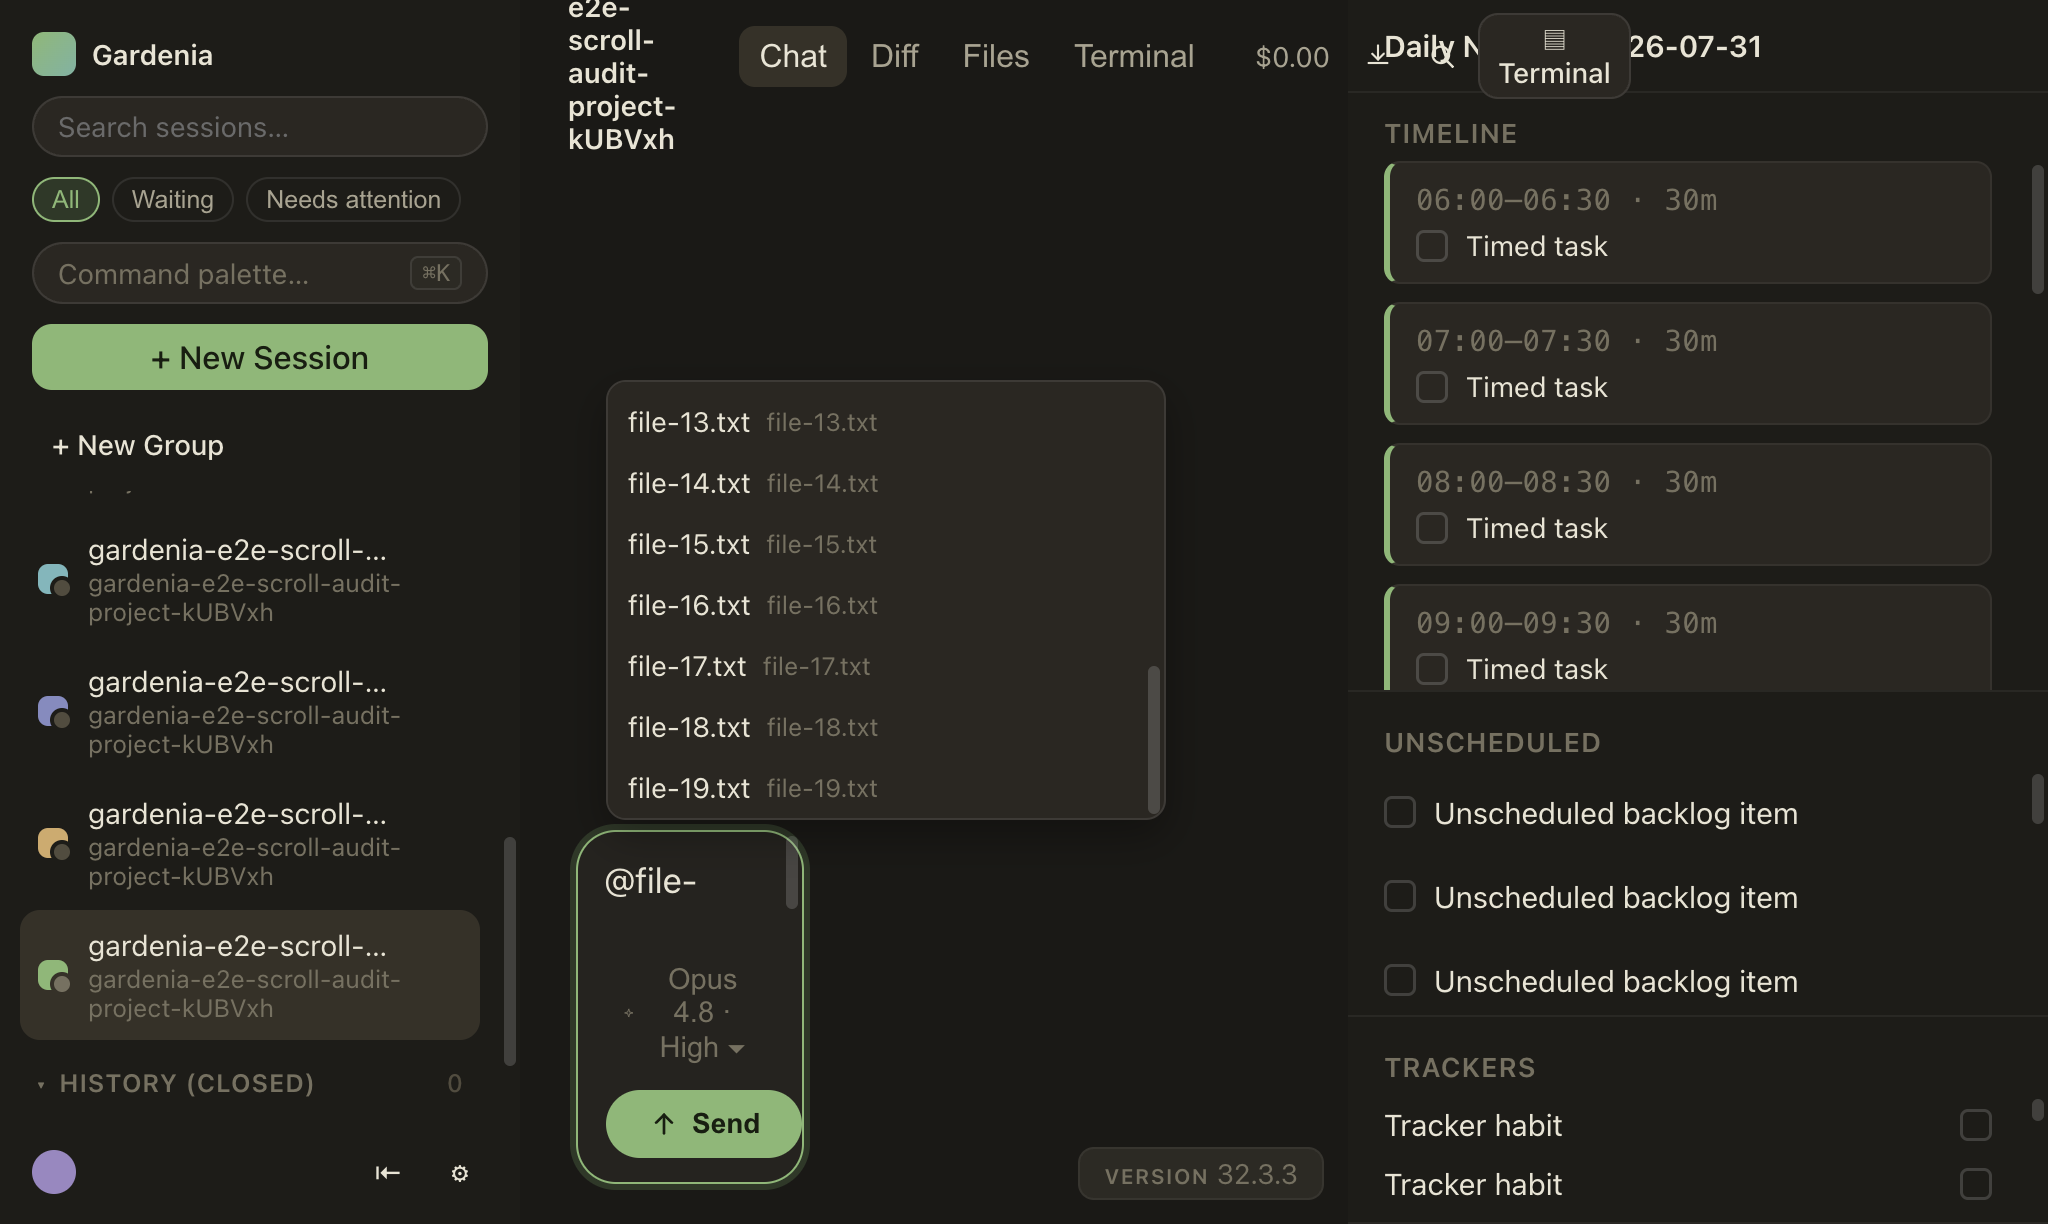 Gardenia
Search sessions...
All
Waiting
Needs attention
Command palette...
⌘K
+ New Session
+ New Group
gardenia-e2e-scroll-...
gardenia-e2e-scroll-audit-
project-kUBVxh
gardenia-e2e-scroll-...
gardenia-e2e-scroll-audit-
project-kUBVxh
gardenia-e2e-scroll-...
gardenia-e2e-scroll-audit-
project-kUBVxh
gardenia-e2e-scroll-...
gardenia-e2e-scroll-audit-
project-kUBVxh
HISTORY (CLOSED)
0
e2e-
scroll-
audit-
project-
kUBVxh
Chat
Diff
Files
Terminal
$0.00
Terminal
file-13.txt file-13.txt
file-14.txt file-14.txt
file-15.txt file-15.txt
file-16.txt file-16.txt
file-17.txt file-17.txt
file-18.txt file-18.txt
file-19.txt file-19.txt
@file-
Opus
4.8 ·
High
↑ Send
VERSION 32.3.3
Daily N
26-07-31
TIMELINE
06:00–06:30 · 30m
Timed task
07:00–07:30 · 30m
Timed task
08:00–08:30 · 30m
Timed task
09:00–09:30 · 30m
Timed task
UNSCHEDULED
Unscheduled backlog item
Unscheduled backlog item
Unscheduled backlog item
TRACKERS
Tracker habit
Tracker habit